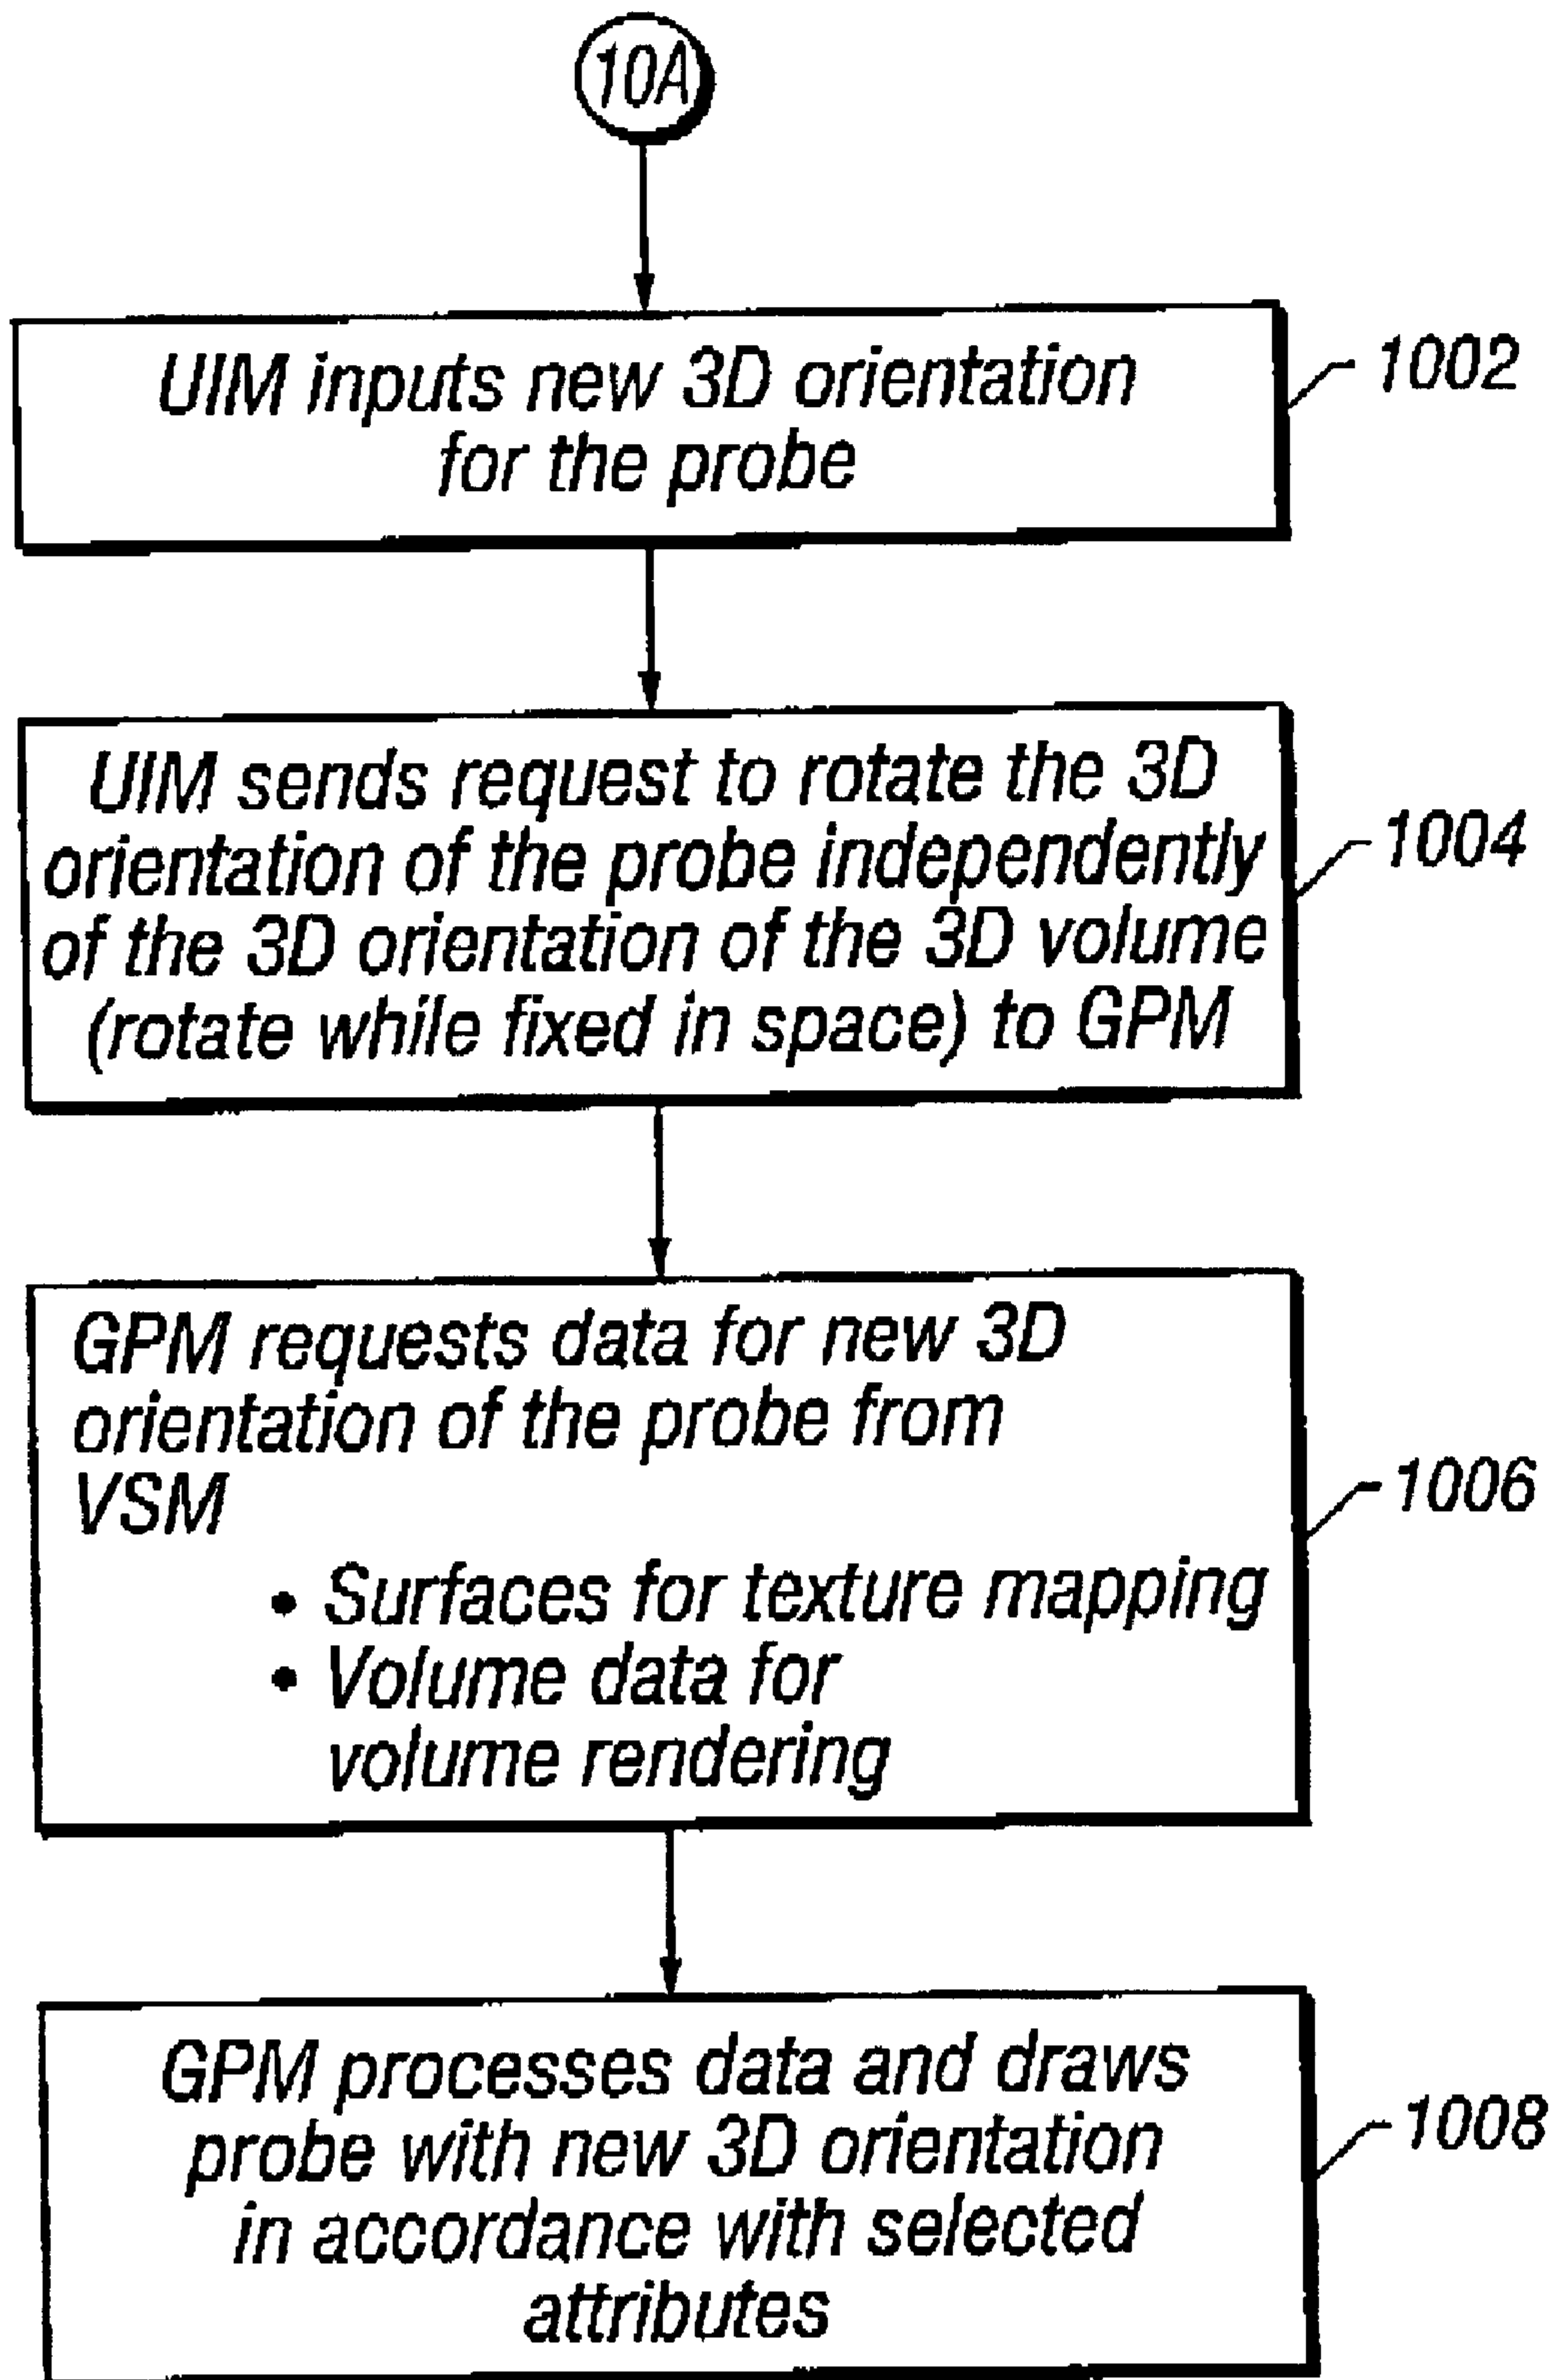 10A
UIM inputs new 3D orientation
for the probe
1002
UIM sends request to rotate the 3D
orientation of the probe independently
of the 3D orientation of the 3D volume
(rotate while fixed in space) to GPM
1004
GPM requests data for new 3D
orientation of the probe from
VSM
• Surfaces for texture mapping
• Volume data for
volume rendering
1006
GPM processes data and draws
probe with new 3D orientation
in accordance with selected
attributes
1008